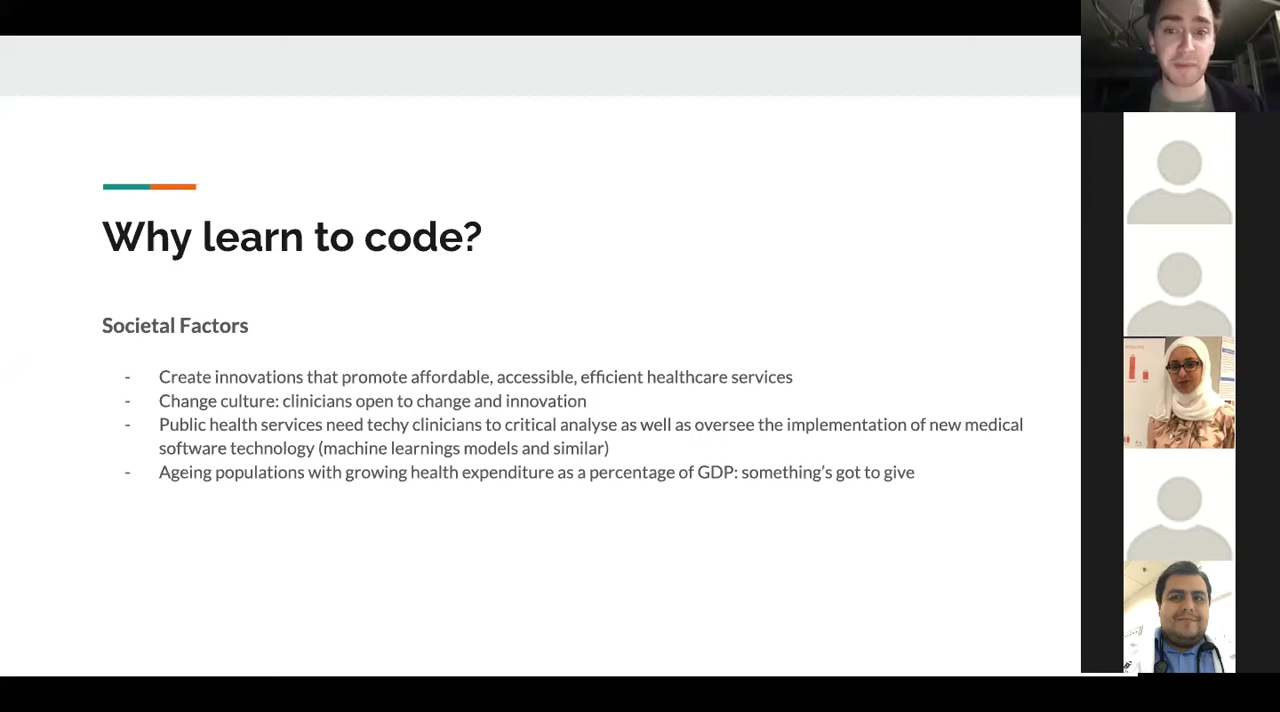 Why learn to code?
Societal Factors
- Create innovations that promote affordable, accessible, efficient healthcare services
- Change culture: clinicians open to change and innovation
- Public health services need techy clinicians to critical analyse as well as oversee the implementation of new medical
software technology (machine learnings models and similar)
- Ageing populations with growing health expenditure as a percentage of GDP: something’s got to give